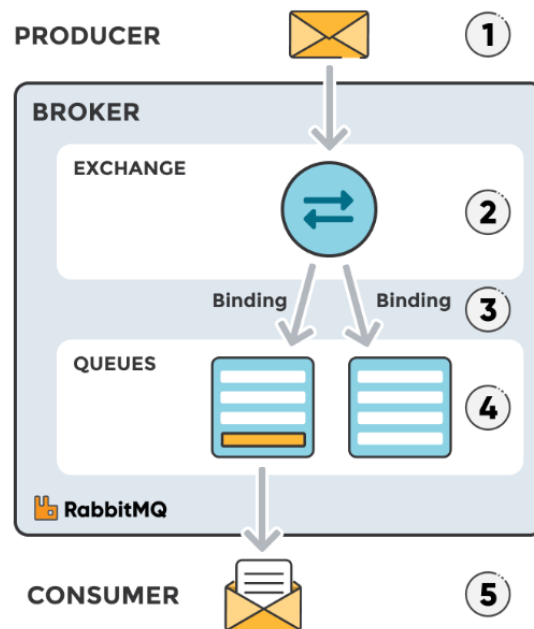 PRODUCER 1
BROKER
EXCHANGE
2
Binding Binding 3
QUEUES
4
RabbitMQ
CONSUMER 5